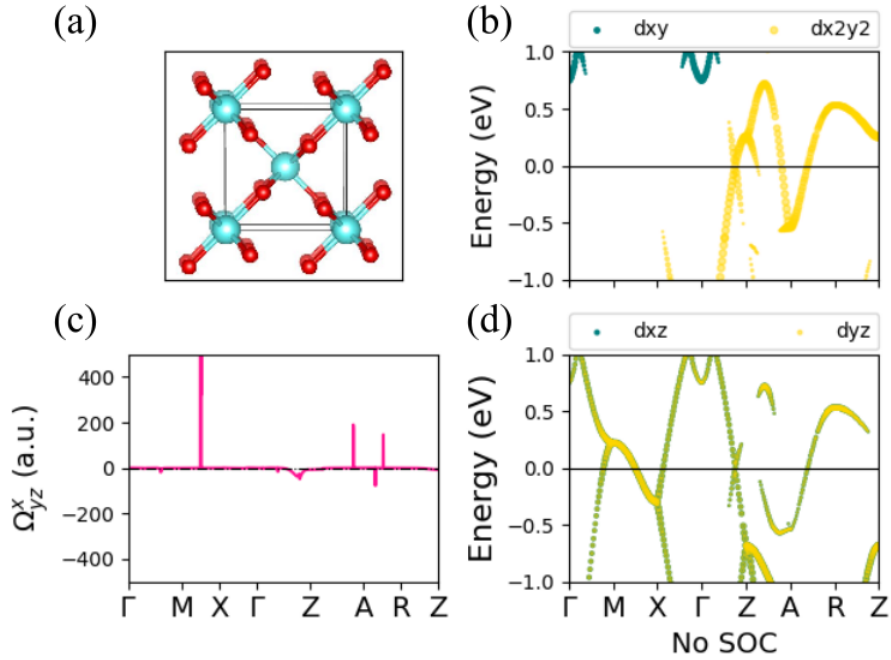 (a)
(b)
dxy dx2y2
Energy (eV)
1.0
0.5
0.0
−0.5
−1.0
(c)
Ω^x_yz (a.u.)
400
200
0
−200
−400
Γ M X Γ Z A R Z
(d)
dxz dyz
Energy (eV)
1.0
0.5
0.0
−0.5
−1.0
Γ M X Γ Z A R Z
No SOC